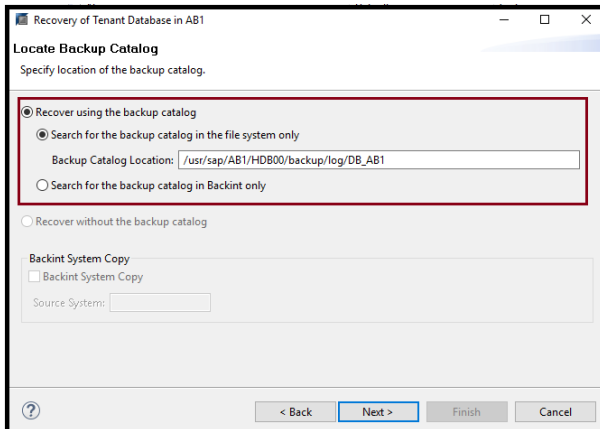 Recovery of Tenant Database in AB1
Locate Backup Catalog
Specify location of the backup catalog.
Recover using the backup catalog
Search for the backup catalog in the file system only
Backup Catalog Location: /usr/sap/AB1/HDB00/backup/log/DB_AB1
Search for the backup catalog in Backint only
Recover without the backup catalog
Backint System Copy
Backint System Copy
Source System:
? < Back Next > Finish Cancel